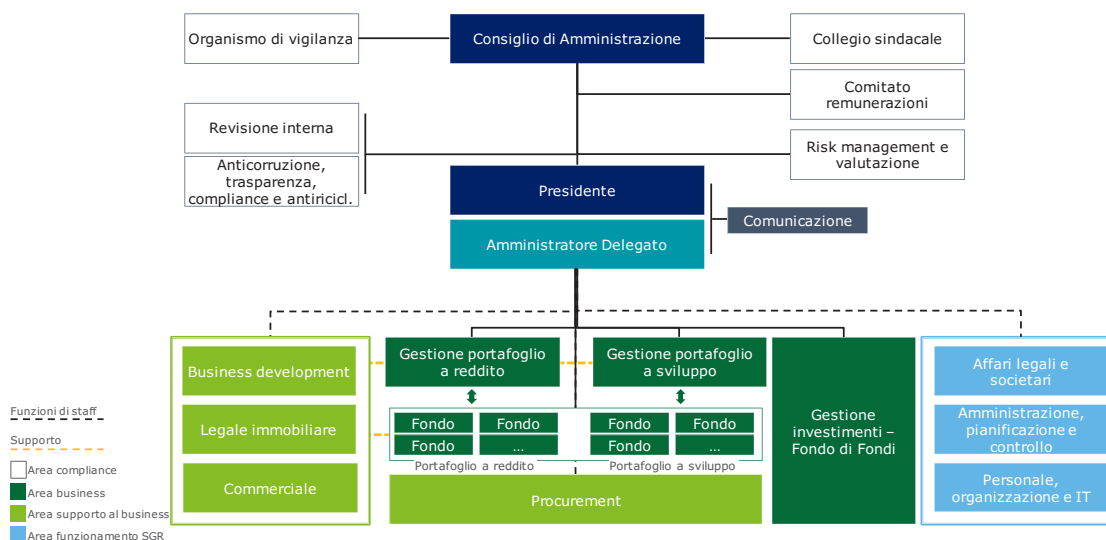 Organismo di vigilanza
Consiglio di Amministrazione
Collegio sindacale
Comitato
remunerazioni
Revisione interna
Risk management e
valutazione
Anticorruzione,
trasparenza,
compliance e antiricicl.
Presidente
Comunicazione
Amministratore Delegato
Business development
Legale immobiliare
Commerciale
Gestione portafoglio
a reddito
Gestione portafoglio
a sviluppo
Fondo
Fondo
Fondo
...
Portafoglio a reddito
Fondo
Fondo
Fondo
...
Portafoglio a sviluppo
Procurement
Gestione
investimenti –
Fondo di Fondi
Affari legali e
societari
Amministrazione,
pianificazione e
controllo
Personale,
organizzazione e IT
Funzioni di staff
Supporto
Area compliance
Area business
Area supporto al business
Area funzionamento SGR